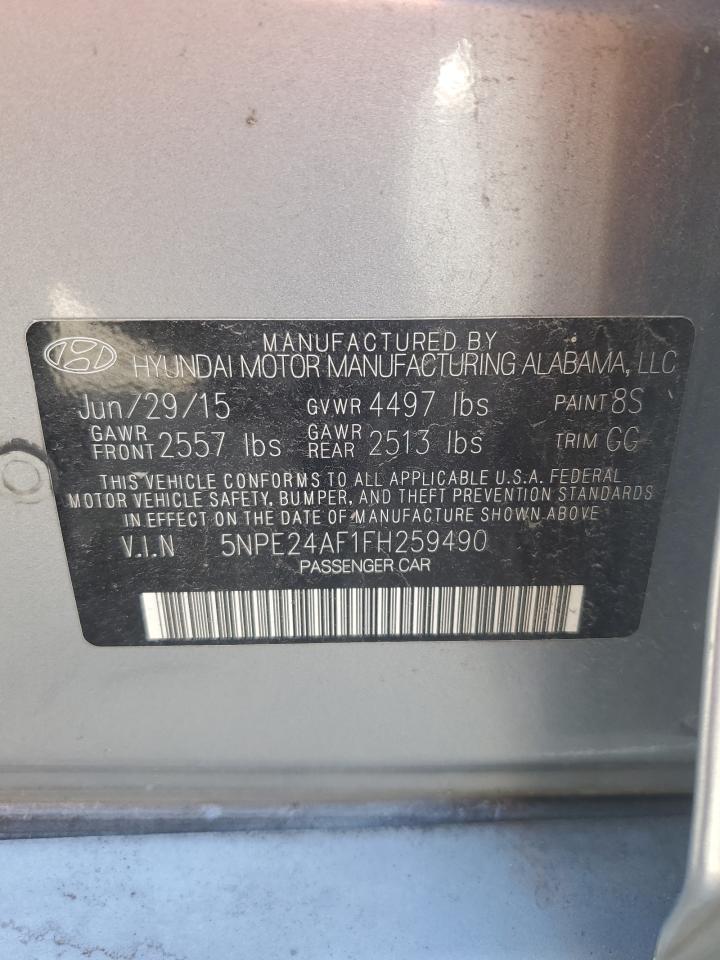 MANUFACTURED BY
HYUNDAI MOTOR MANUFACTURING ALABAMA, LLC
Jun/29/15 GVWR 4497 lbs PAINT 8S
GAWR FRONT 2557 lbs GAWR REAR 2513 lbs TRIM GG
THIS VEHICLE CONFORMS TO ALL APPLICABLE U.S.A. FEDERAL
MOTOR VEHICLE SAFETY, BUMPER, AND THEFT PREVENTION STANDARDS
IN EFFECT ON THE DATE OF MANUFACTURE SHOWN ABOVE
V.I.N 5NPE24AF1FH259490
PASSENGER CAR